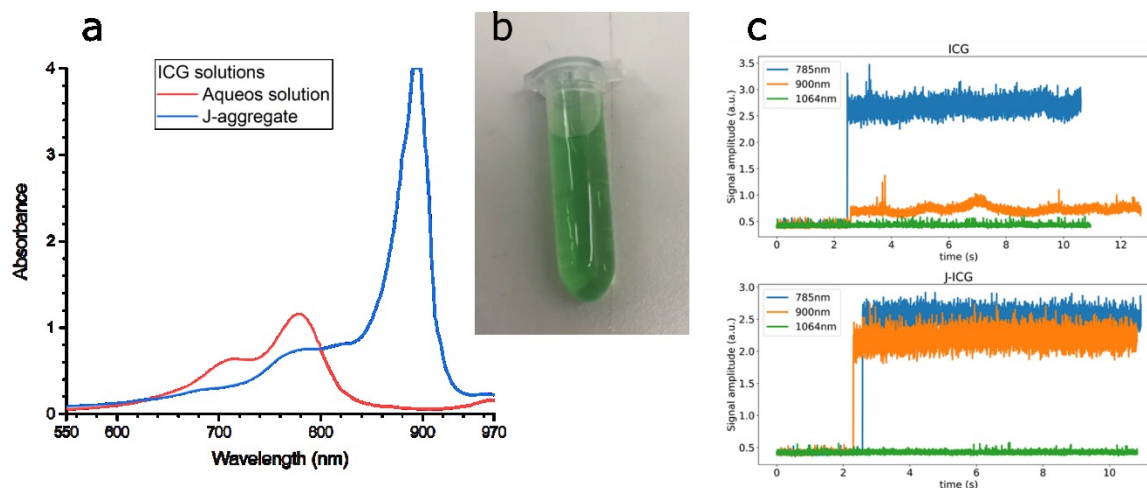 a
ICG solutions
Aqueos solution
J-aggregate
4
3
2
1
0
Absorbance
550 600 700 800 900 970
Wavelength (nm)
b
c
ICG
785nm
900nm
1064nm
3.5
3.0
2.5
2.0
1.5
1.0
0.5
Signal amplitude (a.u.)
0 2 4 6 8 10 12
time (s)
J-ICG
785nm
900nm
1064nm
3.0
2.5
2.0
1.5
1.0
0.5
Signal amplitude (a.u.)
0 2 4 6 8 10
time (s)